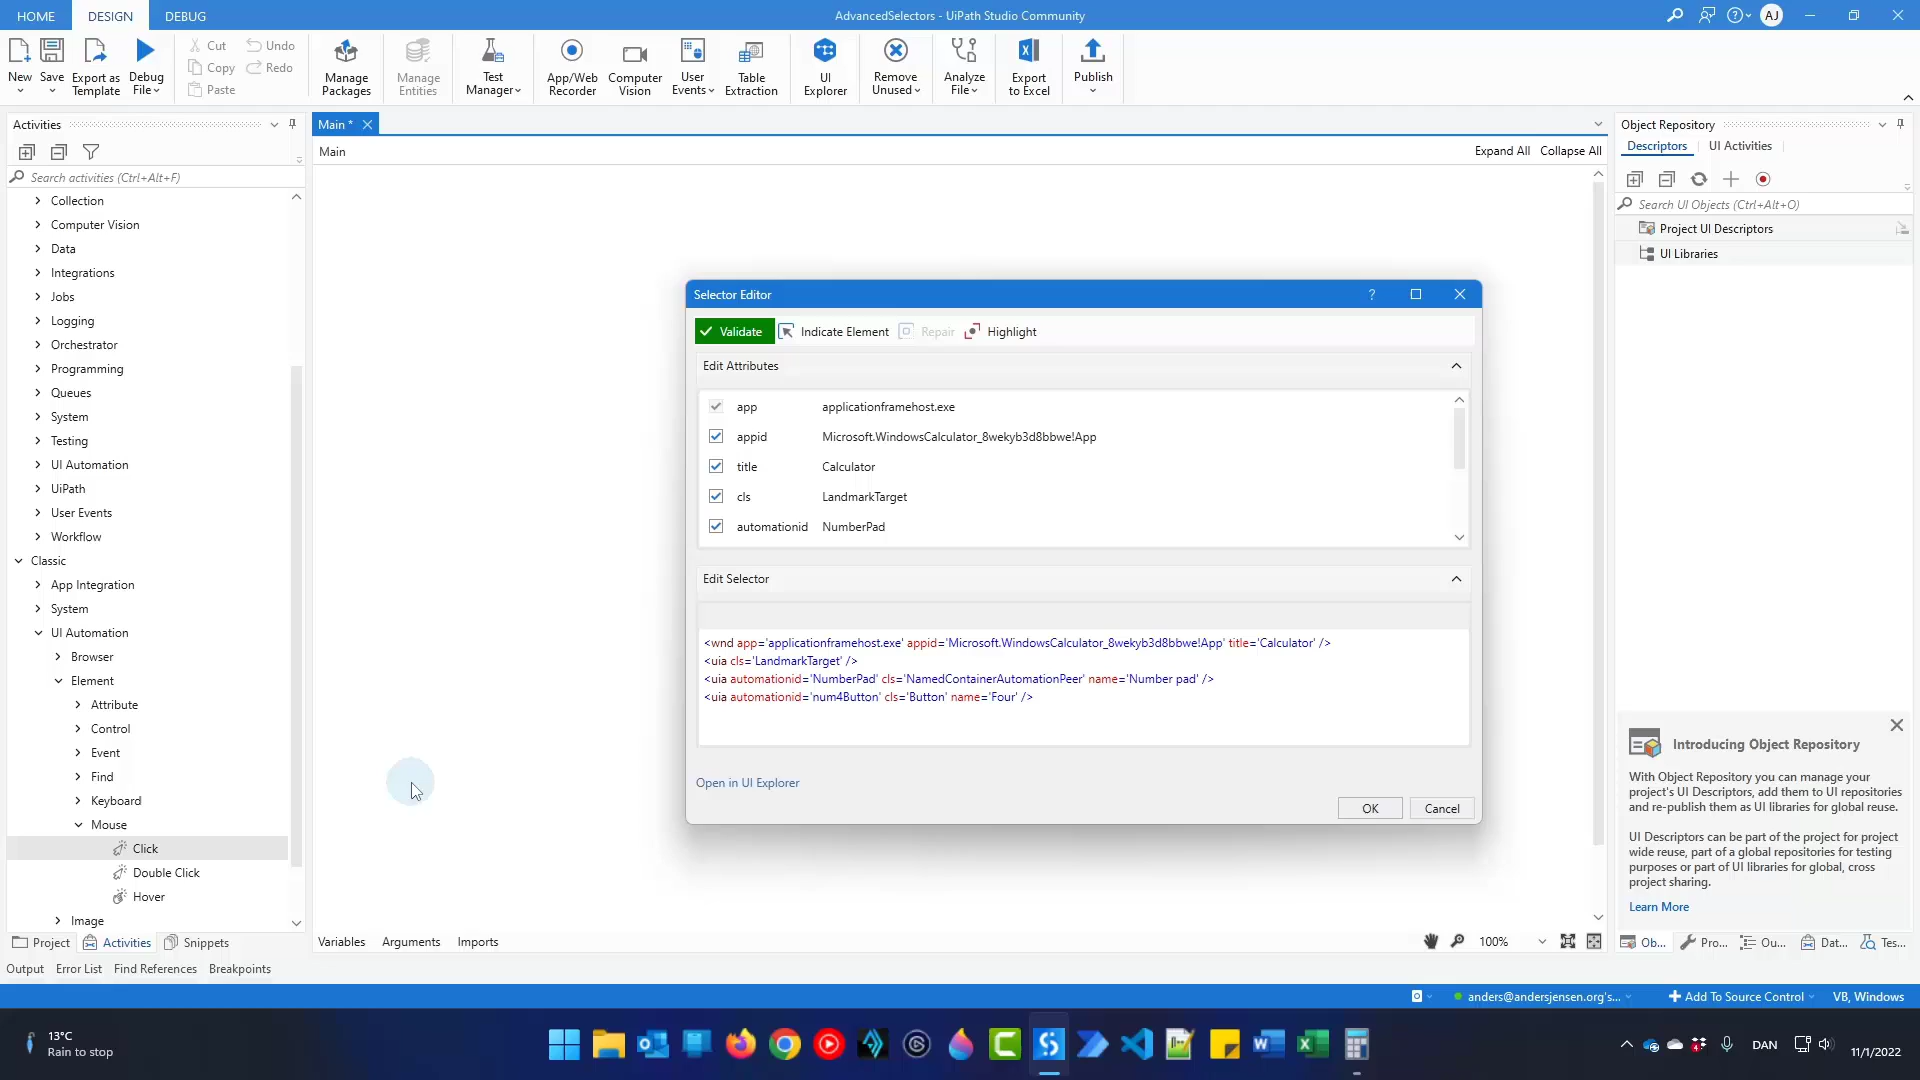 HOME
DESIGN
DEBUG
AdvancedSelectors - UiPath Studio Community
AJ
New
Save
Export as Template
Debug File
Cut
Copy
Paste
Undo
Redo
Manage Packages
Manage Entities
Test Manager
App/Web Recorder
Computer Vision
User Events
Table Extraction
UI Explorer
Remove Unused
Analyze File
Export to Excel
Publish
Activities
Search activities (Ctrl+Alt+F)
Collection
Computer Vision
Data
Integrations
Jobs
Logging
Orchestrator
Programming
Queues
System
Testing
UI Automation
UiPath
User Events
Workflow
Classic
App Integration
System
UI Automation
Browser
Element
Attribute
Control
Event
Find
Keyboard
Mouse
Click
Double Click
Hover
Image
Project
Activities
Snippets
Main *
Main
Expand All
Collapse All
Selector Editor
?
Validate
Indicate Element
Repair
Highlight
Edit Attributes
app applicationframehost.exe
appid Microsoft.WindowsCalculator_8wekyb3d8bbwe!App
title Calculator
cls LandmarkTarget
automationid NumberPad
Edit Selector
<wnd app='applicationframehost.exe' appid='Microsoft.WindowsCalculator_8wekyb3d8bbwe!App' title='Calculator' />
<uia cls='LandmarkTarget' />
<uia automationid='NumberPad' cls='NamedContainerAutomationPeer' name='Number pad' />
<uia automationid='num4Button' cls='Button' name='Four' />
Open in UI Explorer
OK
Cancel
Variables
Arguments
Imports
100%
Object Repository
Descriptors
UI Activities
Search UI Objects (Ctrl+Alt+O)
Project UI Descriptors
UI Libraries
Introducing Object Repository
With Object Repository you can manage your
project's UI Descriptors, add them to UI repositories
and re-publish them as UI libraries for global reuse.
UI Descriptors can be part of the project for project
wide reuse, part of a global repositories for testing
purposes or part of UI libraries for global, cross
project sharing.
Learn More
Ob...
Pro...
Ou...
Dat...
Tes...
Output
Error List
Find References
Breakpoints
anders@andersjensen.org's...
Add To Source Control
VB, Windows
13°C
Rain to stop
DAN
11/1/2022